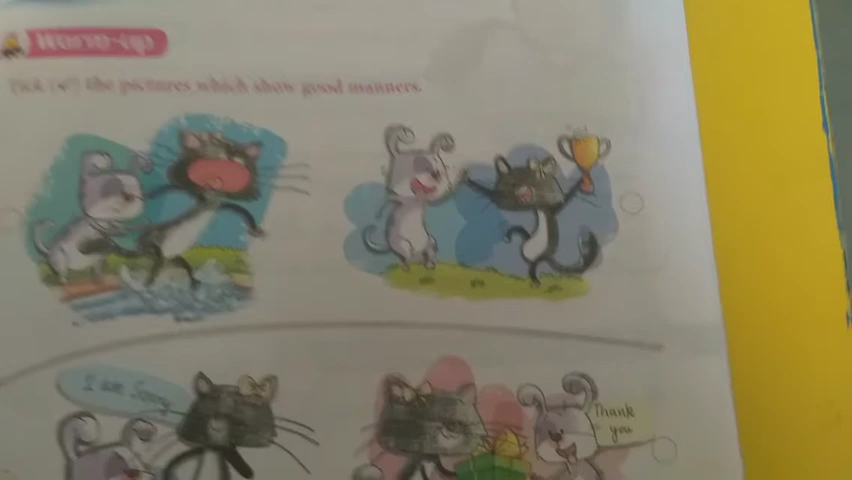 Warm-up
Tick (✓) the pictures which show good manners.
I am Sorry
Thank
you